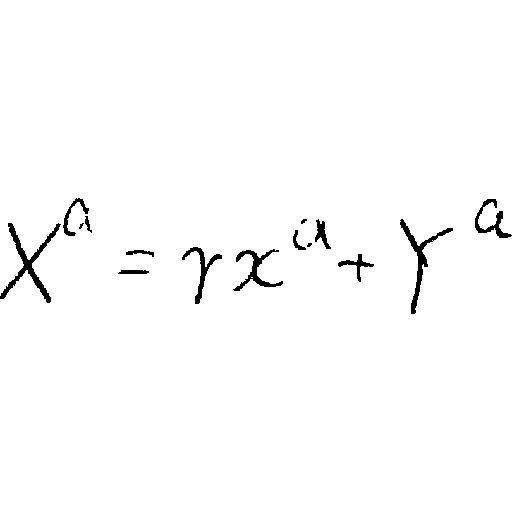 X^a = γx^a + Y^a